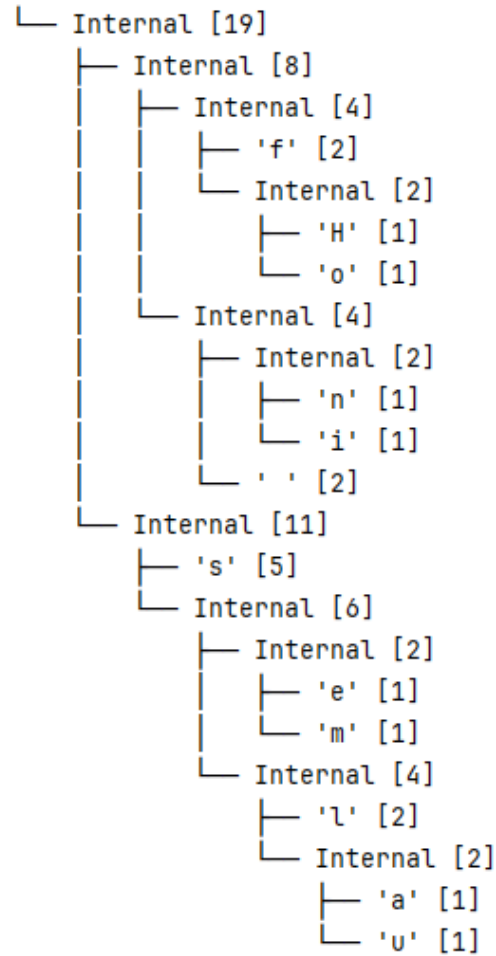 └── Internal [19]
    ├── Internal [8]
    │   ├── Internal [4]
    │   │   ├── 'f' [2]
    │   │   └── Internal [2]
    │   │       ├── 'H' [1]
    │   │       └── 'o' [1]
    │   └── Internal [4]
    │       ├── Internal [2]
    │       │   ├── 'n' [1]
    │       │   └── 'i' [1]
    │       └── ' ' [2]
    └── Internal [11]
        ├── 's' [5]
        └── Internal [6]
            ├── Internal [2]
            │   ├── 'e' [1]
            │   └── 'm' [1]
            └── Internal [4]
                ├── 'l' [2]
                └── Internal [2]
                    ├── 'a' [1]
                    └── 'u' [1]